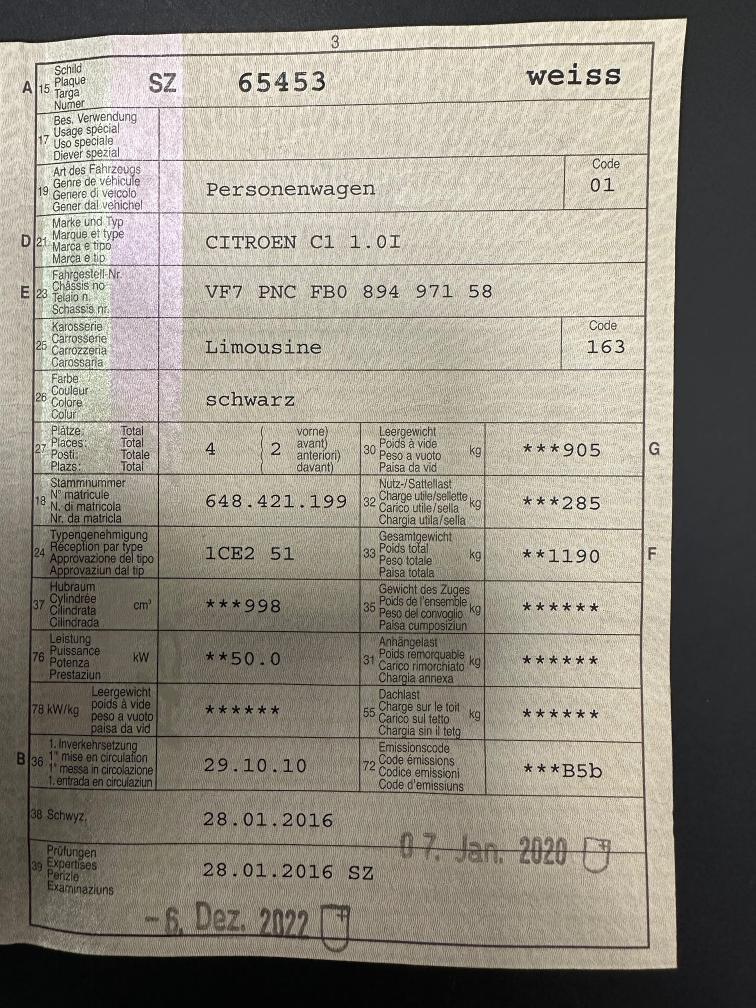 3
A 15 Schild
Plaque
Targa
Numer
SZ 65453 weiss
17 Bes. Verwendung
Usage spécial
Uso speciale
Diever spezial
19 Art des Fahrzeugs
Genre de véhicule
Genere di veicolo
Gener dal vehichel
Personenwagen
Code
01
D 21 Marke und Typ
Marque et type
Marca e tipo
Marca e tip
CITROEN C1 1.0I
E 23 Fahrgestell-Nr.
Châssis no
Telaio n.
Schassis nr.
VF7 PNC FB0 894 971 58
25 Karosserie
Carrosserie
Carrozzeria
Carossaria
Limousine
Code
163
26 Farbe
Couleur
Colore
Colur
schwarz
27 Plätze: Total
Places: Total
Posti: Totale
Plazs: Total
4 ( 2 vorne)
avant)
anteriori)
davant)
30 Leergewicht
Poids à vide
Peso a vuoto
Paisa da vid
kg
***905
G
18 Stammnummer
N° matricule
N. di matricola
Nr. da matricla
648.421.199
32 Nutz-/Sattellast
Charge utile/sellette
Carico utile/sella
Chargia utila/sella
kg
***285
24 Typengenehmigung
Réception par type
Approvazione del tipo
Approvaziun dal tip
1CE2 51
33 Gesamtgewicht
Poids total
Peso totale
Paisa totala
kg
**1190
F
37 Hubraum
Cylindrée
Cilindrata
Cilindrada
cm³
***998
35 Gewicht des Zuges
Poids de l'ensemble
Peso del convoglio
Paisa cumposiziun
kg
******
76 Leistung
Puissance
Potenza
Prestaziun
kW
**50.0
31 Anhängelast
Poids remorquable
Carico rimorchiato
Chargia annexa
kg
******
78 kW/kg
Leergewicht
poids à vide
peso a vuoto
paisa da vid
******
55 Dachlast
Charge sur le toit
Carico sul tetto
Chargia sin il tetg
kg
******
B 36 1. Inverkehrsetzung
1re mise en circulation
1a messa in circolazione
1. entrada en circulaziun
29.10.10
72 Emissionscode
Code émissions
Codice emissioni
Code d'emissiuns
***B5b
38 Schwyz,
28.01.2016
07. Jan. 2020
39 Prüfungen
Expertises
Perizie
Examinaziuns
28.01.2016 SZ
-6. Dez. 2022